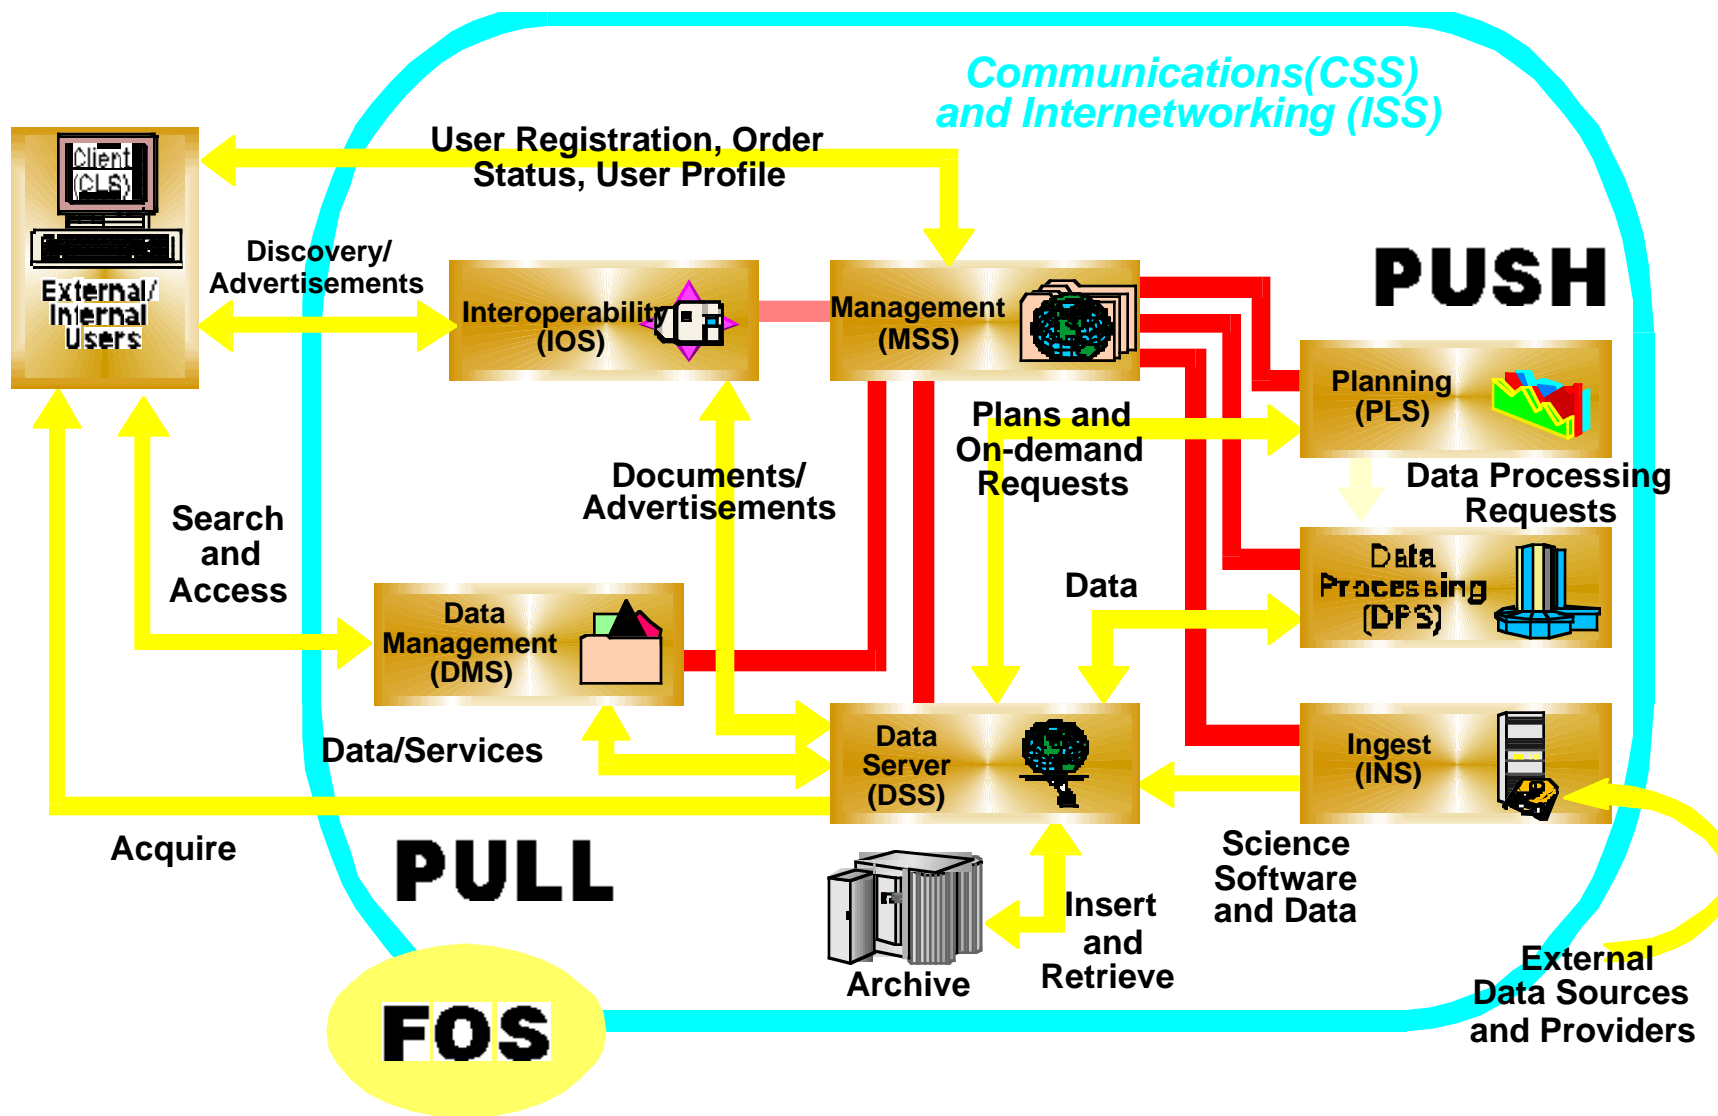 Communications(CSS)
and Internetworking (ISS)
User Registration, Order
Status, User Profile
Client
(CLS)
External/
Internal
Users
Discovery/
Advertisements
Interoperability
(IOS)
Management
(MSS)
PUSH
Planning
(PLS)
Plans and
On-demand
Requests
Data Processing
Requests
Documents/
Advertisements
Search
and
Access
Data
Processing
(DPS)
Data
Data
Management
(DMS)
Data/Services
Data
Server
(DSS)
Ingest
(INS)
Acquire
PULL
Science
Software
and Data
Insert
and
Retrieve
Archive
External
Data Sources
and Providers
FOS